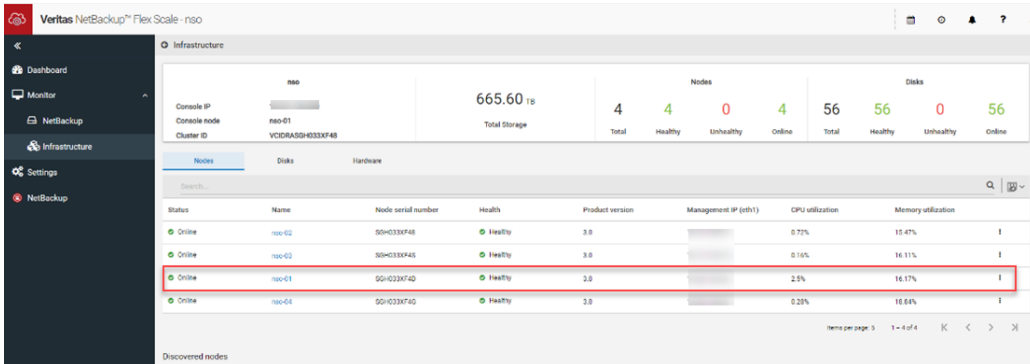 Veritas NetBackup™ Flex Scale - nso
?
Infrastructure
Dashboard
Monitor
NetBackup
Infrastructure
Settings
NetBackup
nso
Console IP
Console node nso-01
Cluster ID VCIDRASGH033XF48
665.60 TB
Total Storage
Nodes
4 4 0 4
Total Healthy Unhealthy Online
Disks
56 56 0 56
Total Healthy Unhealthy Online
Nodes Disks Hardware
Search...
Status Name Node serial number Health Product version Management IP (eth1) CPU utilization Memory utilization
Online nso-02 SGH033XF48 Healthy 3.0 0.72% 15.47%
Online nso-03 Healthy 3.0 0.16% 16.11%
Online nso-01 SGH033XF4D Healthy 3.0 2.5% 16.17%
Online nso-04 Healthy 3.0 0.28%
Items per page: 5 1 – 4 of 4
Discovered nodes